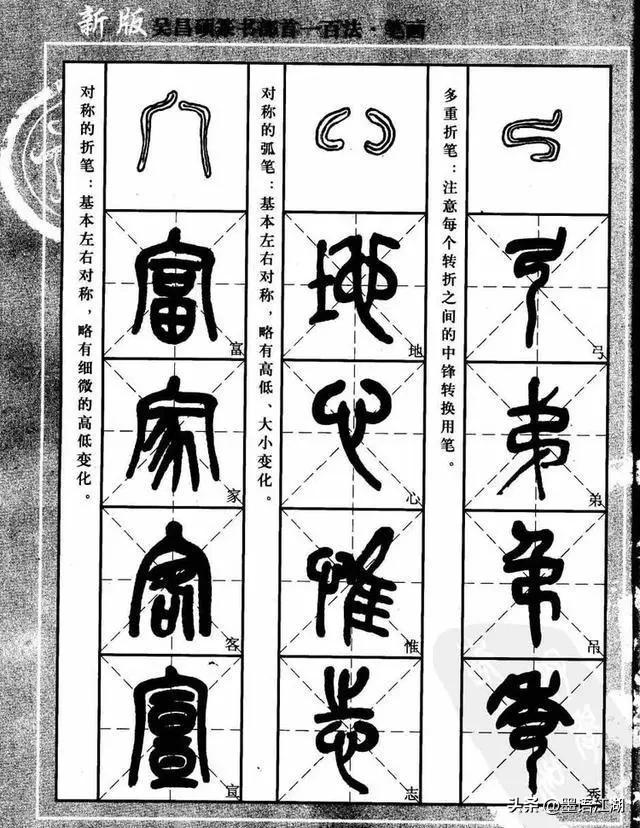 新版 吴昌硕篆书部首一百法·笔画
对称的折笔：基本左右对称，略有细微的高低变化。
富
家
客
宣
对称的弧笔：基本左右对称，略有高低、大小变化。
地
心
惟
志
多重折笔：注意每个转折之间的中锋转换用笔。
弓
弟
吊
秀
头条 @墨语江湖